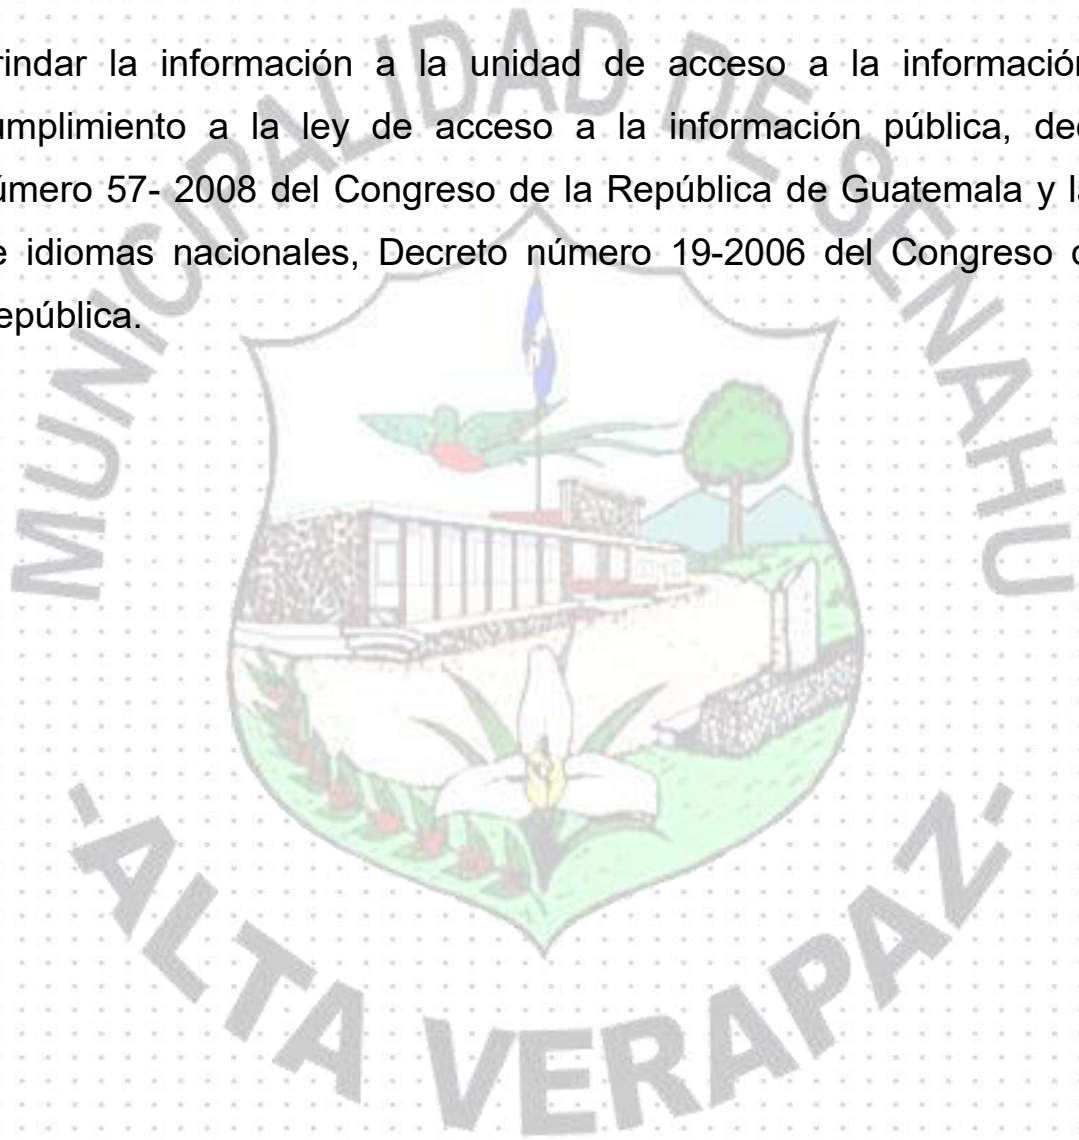 rindar la información a la unidad de acceso a la información
umplimiento a la ley de acceso a la información pública, dec
úmero 57- 2008 del Congreso de la República de Guatemala y la
e idiomas nacionales, Decreto número 19-2006 del Congreso d
epública.
MUNICIPALIDAD DE SENAHU
-ALTA VERAPAZ-